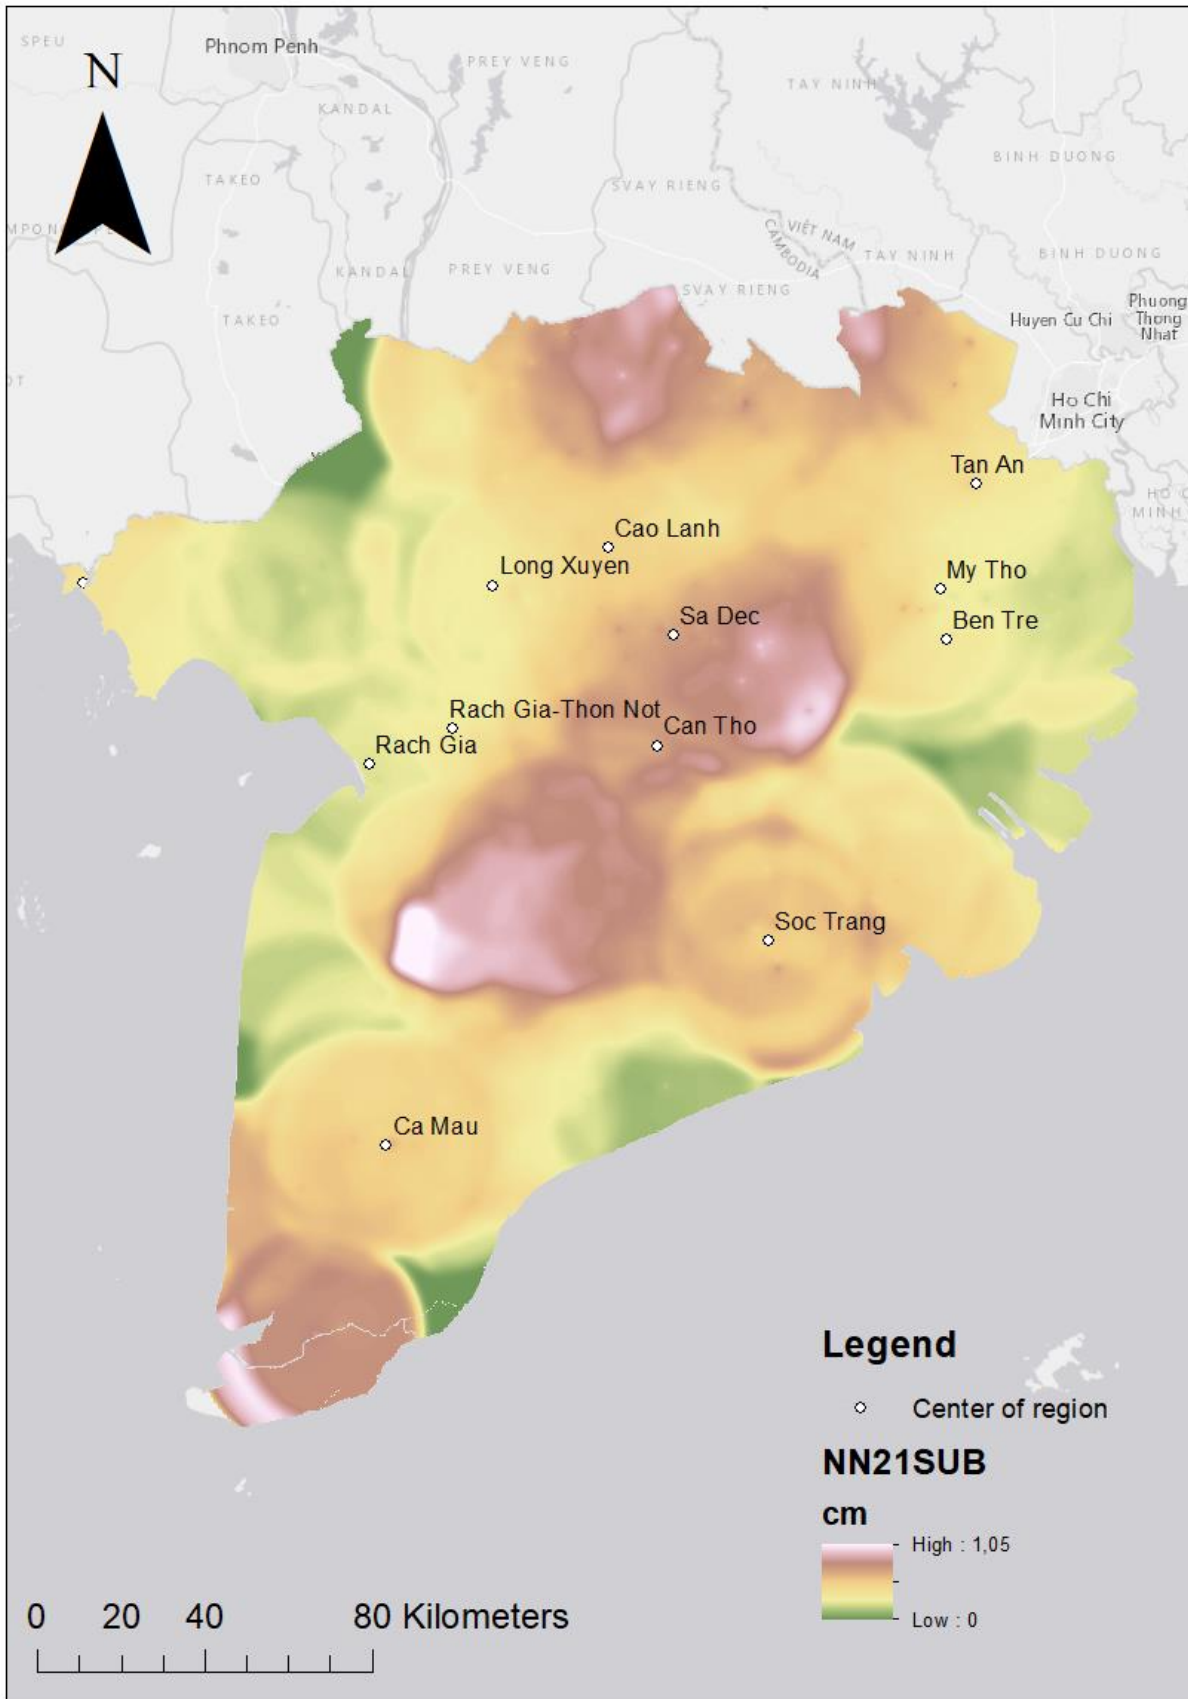 SPEU
Phnom Penh
PREY VENG
TAY NINH
N
KANDAL
BINH DUONG
TAKEO
SVAY RIENG
VIỆT NAM
CAMBODIA
KANDAL
PREY VENG
TAY NINH
BINH DUONG
SVAY RIENG
TAKEO
Huyen Cu Chi
Phuong
Thong
Nhat
Ho Chi
Minh City
Tan An
Cao Lanh
Long Xuyen
My Tho
Sa Dec
Ben Tre
Rach Gia-Thon Not
Can Tho
Rach Gia
Soc Trang
Ca Mau
Legend
Center of region
NN21SUB
cm
High : 1,05
Low : 0
0 20 40 80 Kilometers